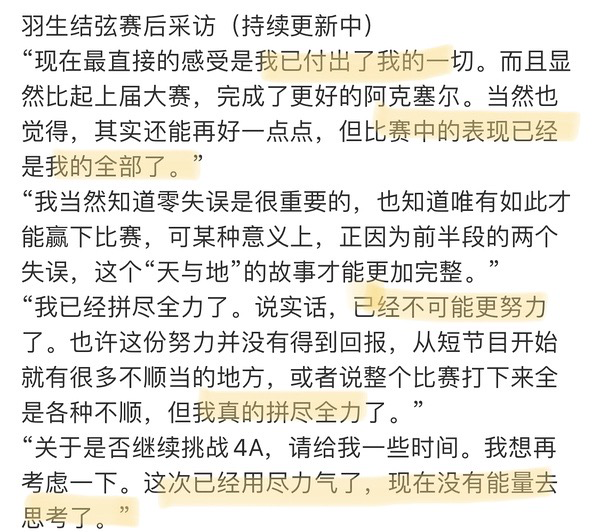 羽生结弦赛后采访（持续更新中）
“现在最直接的感受是我已付出了我的一切。而且显
然比起上届大赛，完成了更好的阿克塞尔。当然也
觉得，其实还能再好一点点，但比赛中的表现已经
是我的全部了。”
“我当然知道零失误是很重要的，也知道唯有如此才
能赢下比赛，可某种意义上，正因为前半段的两个
失误，这个“天与地”的故事才能更加完整。”
“我已经拼尽全力了。说实话，已经不可能更努力
了。也许这份努力并没有得到回报，从短节目开始
就有很多不顺当的地方，或者说整个比赛打下来全
是各种不顺，但我真的拼尽全力了。”
“关于是否继续挑战4A，请给我一些时间。我想再
考虑一下。这次已经用尽力气了，现在没有能量去
思考了。”